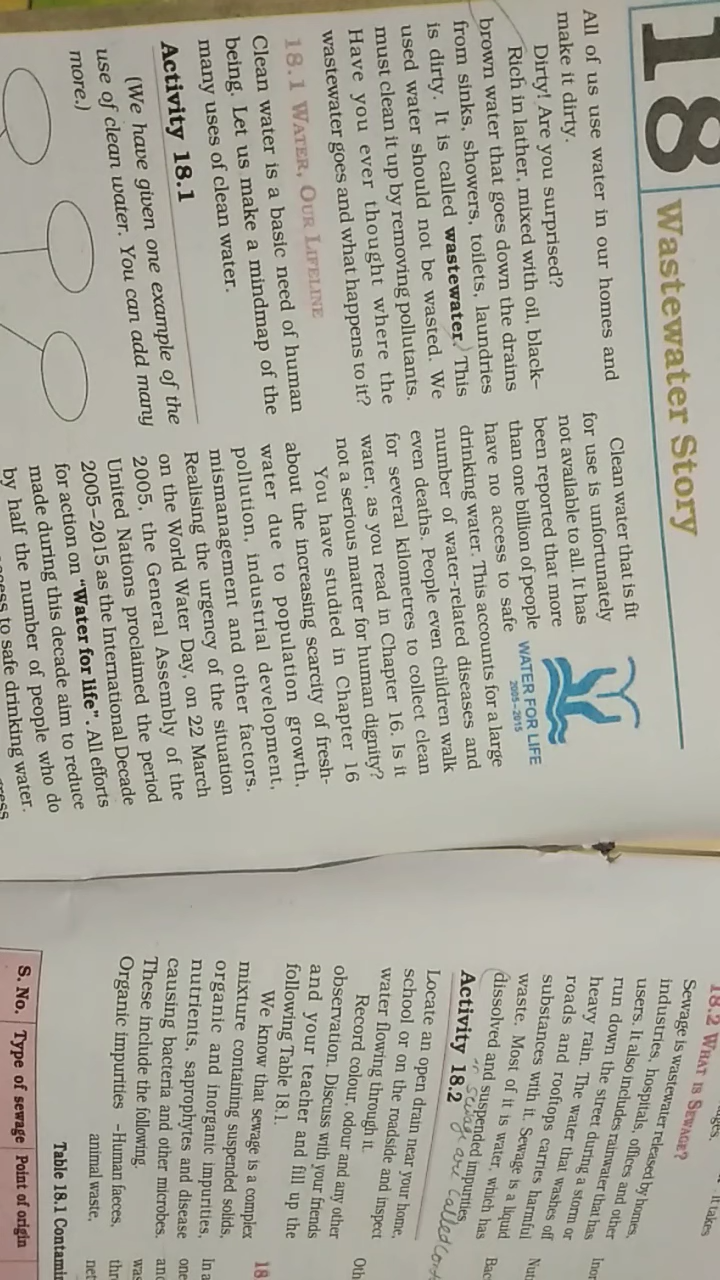 18 Wastewater Story
All of us use water in our homes and
make it dirty.
Dirty! Are you surprised?
Rich in lather, mixed with oil, black–
brown water that goes down the drains
from sinks, showers, toilets, laundries
is dirty. It is called wastewater. This
used water should not be wasted. We
must clean it up by removing pollutants.
Have you ever thought where the
wastewater goes and what happens to it?
18.1 WATER, OUR LIFELINE
Clean water is a basic need of human
being. Let us make a mindmap of the
many uses of clean water.
Activity 18.1
(We have given one example of the
use of clean water. You can add many
more.)
Clean water that is fit
for use is unfortunately
not available to all. It has
been reported that more
than one billion of people
have no access to safe
drinking water. This accounts for a large
number of water-related diseases and
even deaths. People even children walk
for several kilometres to collect clean
water, as you read in Chapter 16. Is it
not a serious matter for human dignity?
WATER FOR LIFE
2005–2015
You have studied in Chapter 16
about the increasing scarcity of fresh-
water due to population growth,
pollution, industrial development,
mismanagement and other factors.
Realising the urgency of the situation
on the World Water Day, on 22 March
2005, the General Assembly of the
United Nations proclaimed the period
2005–2015 as the International Decade
for action on "Water for life". All efforts
made during this decade aim to reduce
by half the number of people who do
to safe drinking water.
18.2 WHAT IS SEWAGE?
Sewage is wastewater released by homes,
industries, hospitals, offices and other
users. It also includes rainwater that has
run down the street during a storm or
heavy rain. The water that washes off
roads and rooftops carries harmful
substances with it. Sewage is a liquid
waste. Most of it is water, which has
dissolved and suspended impurities.
sewage are called
Activity 18.2
Locate an open drain near your home,
school or on the roadside and inspect
water flowing through it.
Record colour, odour and any other
observation. Discuss with your friends
and your teacher and fill up the
following Table 18.1.
We know that sewage is a complex
mixture containing suspended solids,
organic and inorganic impurities,
nutrients, saprophytes and disease
causing bacteria and other microbes.
These include the following.
Organic impurities –Human faeces,
animal waste,
Table 18.1
S. No. Type of sewage Point of origin